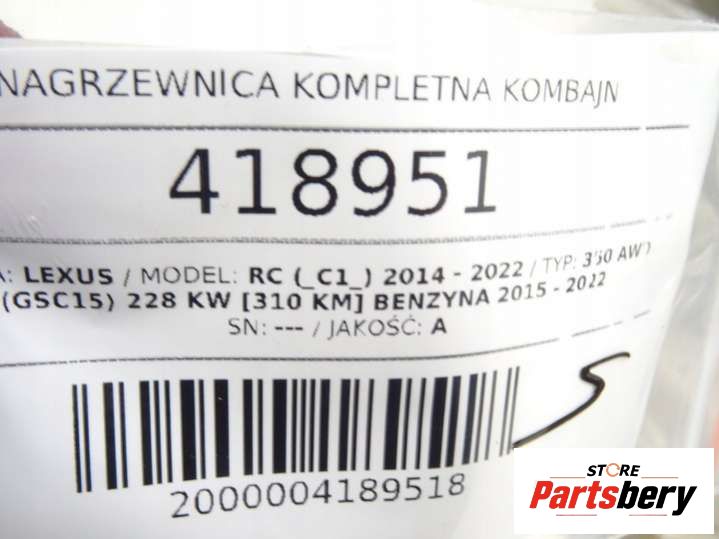 NAGRZEWNICA KOMPLETNA KOMBAJN
418951
A: LEXUS / MODEL: RC (_C1_) 2014 - 2022 / TYP: 350 AWD
(GSC15) 228 KW [310 KM] BENZYNA 2015 - 2022
SN: --- / JAKOŚĆ: A
2000004189518
S
STORE
Partsbery